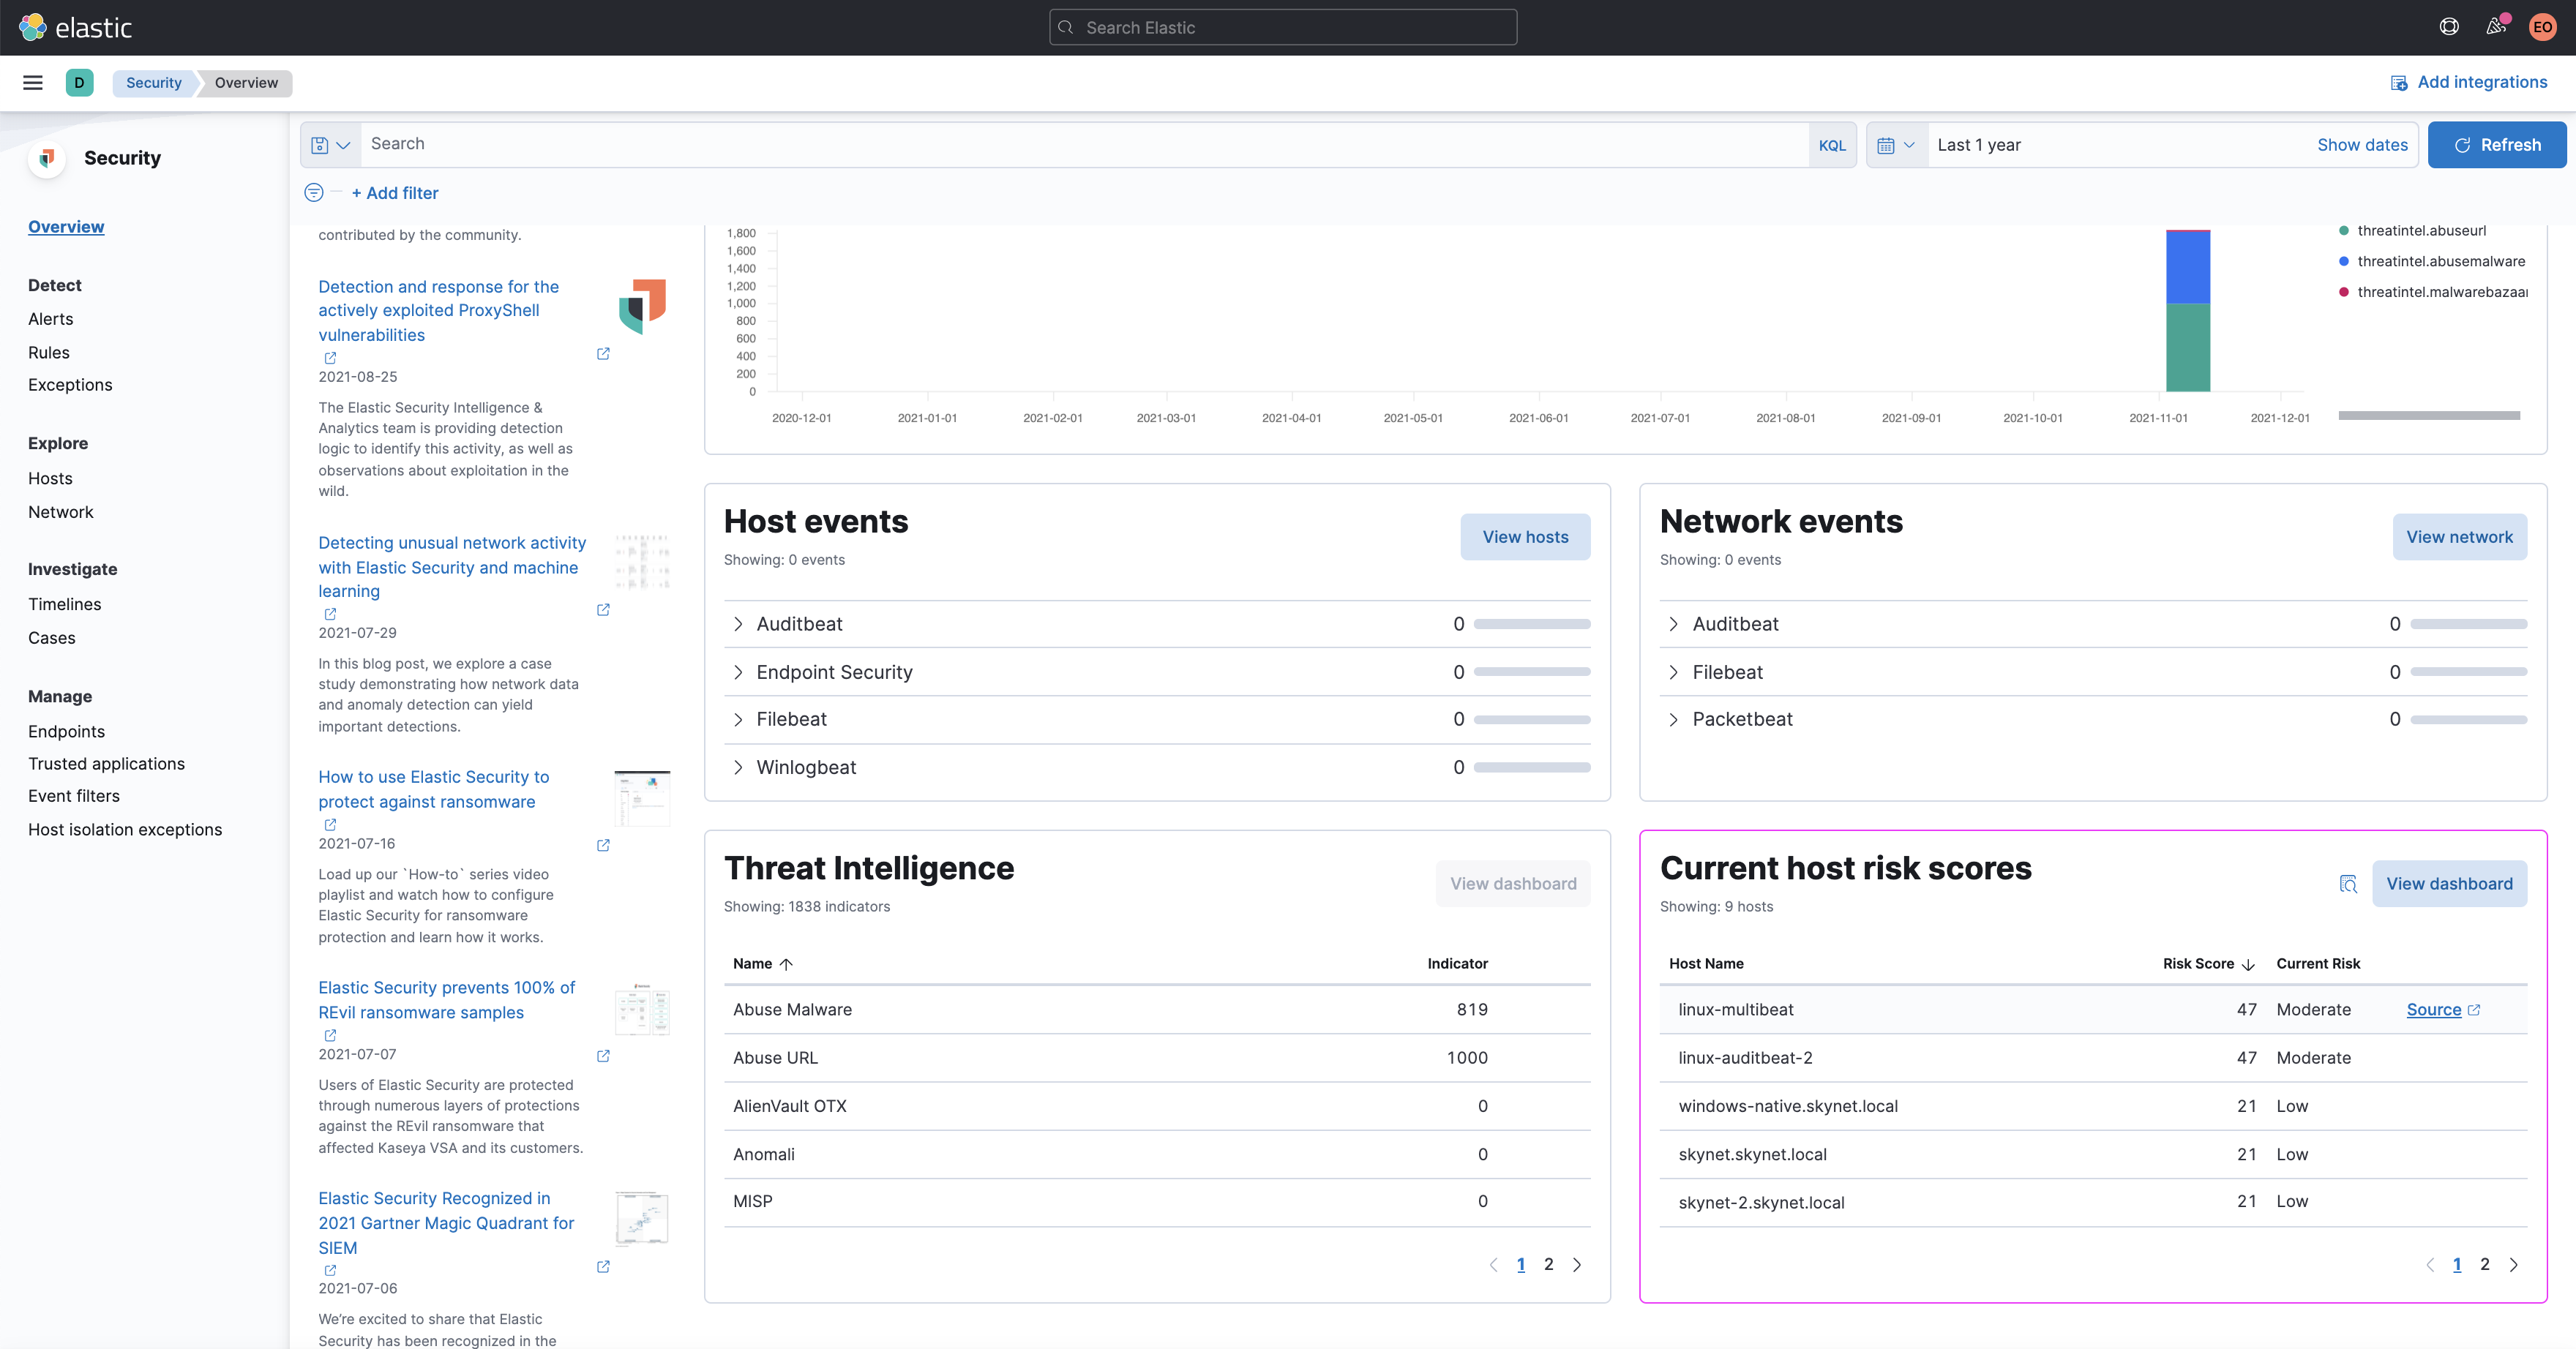 elastic
Search Elastic
EO
D
Security
Overview
Add integrations
Security
Overview
Detect
Alerts
Rules
Exceptions
Explore
Hosts
Network
Investigate
Timelines
Cases
Manage
Endpoints
Trusted applications
Event filters
Host isolation exceptions
Search
KQL
Last 1 year
Show dates
Refresh
+ Add filter
contributed by the community.
Detection and response for the
actively exploited ProxyShell
vulnerabilities
2021-08-25
The Elastic Security Intelligence &
Analytics team is providing detection
logic to identify this activity, as well as
observations about exploitation in the
wild.
Detecting unusual network activity
with Elastic Security and machine
learning
2021-07-29
In this blog post, we explore a case
study demonstrating how network data
and anomaly detection can yield
important detections.
How to use Elastic Security to
protect against ransomware
2021-07-16
Load up our `How-to` series video
playlist and watch how to configure
Elastic Security for ransomware
protection and learn how it works.
Elastic Security prevents 100% of
REvil ransomware samples
2021-07-07
Users of Elastic Security are protected
through numerous layers of protections
against the REvil ransomware that
affected Kaseya VSA and its customers.
Elastic Security Recognized in
2021 Gartner Magic Quadrant for
SIEM
2021-07-06
We're excited to share that Elastic
Security has been recognized in the
1,800
1,600
1,400
1,200
1,000
800
600
400
200
0
2020-12-01 2021-01-01 2021-02-01 2021-03-01 2021-04-01 2021-05-01 2021-06-01 2021-07-01 2021-08-01 2021-09-01 2021-10-01 2021-11-01 2021-12-01
threatintel.abuseurl
threatintel.abusemalware
threatintel.malwarebazaar
Host events
Showing: 0 events
View hosts
Auditbeat 0
Endpoint Security 0
Filebeat 0
Winlogbeat 0
Network events
Showing: 0 events
View network
Auditbeat 0
Filebeat 0
Packetbeat 0
Threat Intelligence
Showing: 1838 indicators
View dashboard
Name Indicator
Abuse Malware 819
Abuse URL 1000
AlienVault OTX 0
Anomali 0
MISP 0
1 2
Current host risk scores
Showing: 9 hosts
View dashboard
Host Name Risk Score Current Risk
linux-multibeat 47 Moderate Source
linux-auditbeat-2 47 Moderate
windows-native.skynet.local 21 Low
skynet.skynet.local 21 Low
skynet-2.skynet.local 21 Low
1 2